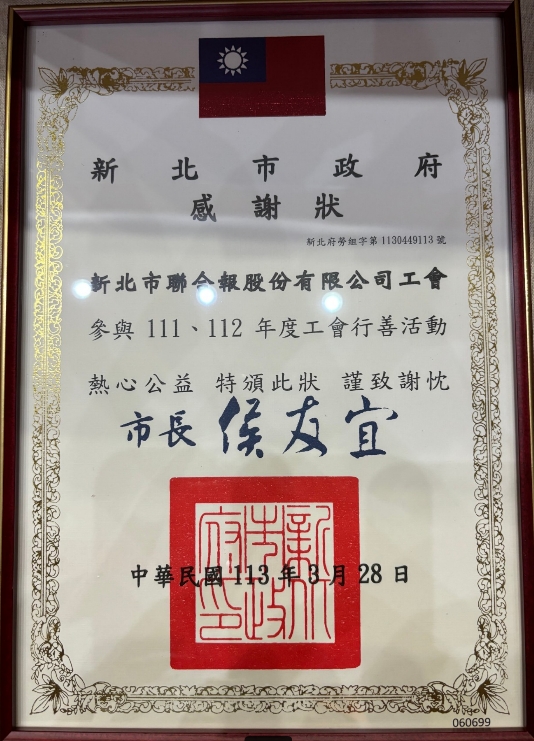 新北市政府
感謝狀
新北府勞組字第1130449113號
新北市聯合報股份有限公司工會
參與 111、112 年度工會行善活動
熱心公益 特頒此狀 謹致謝忱
市長 侯友宜
新北市政府印
中華民國 113 年 3 月 28 日
060699